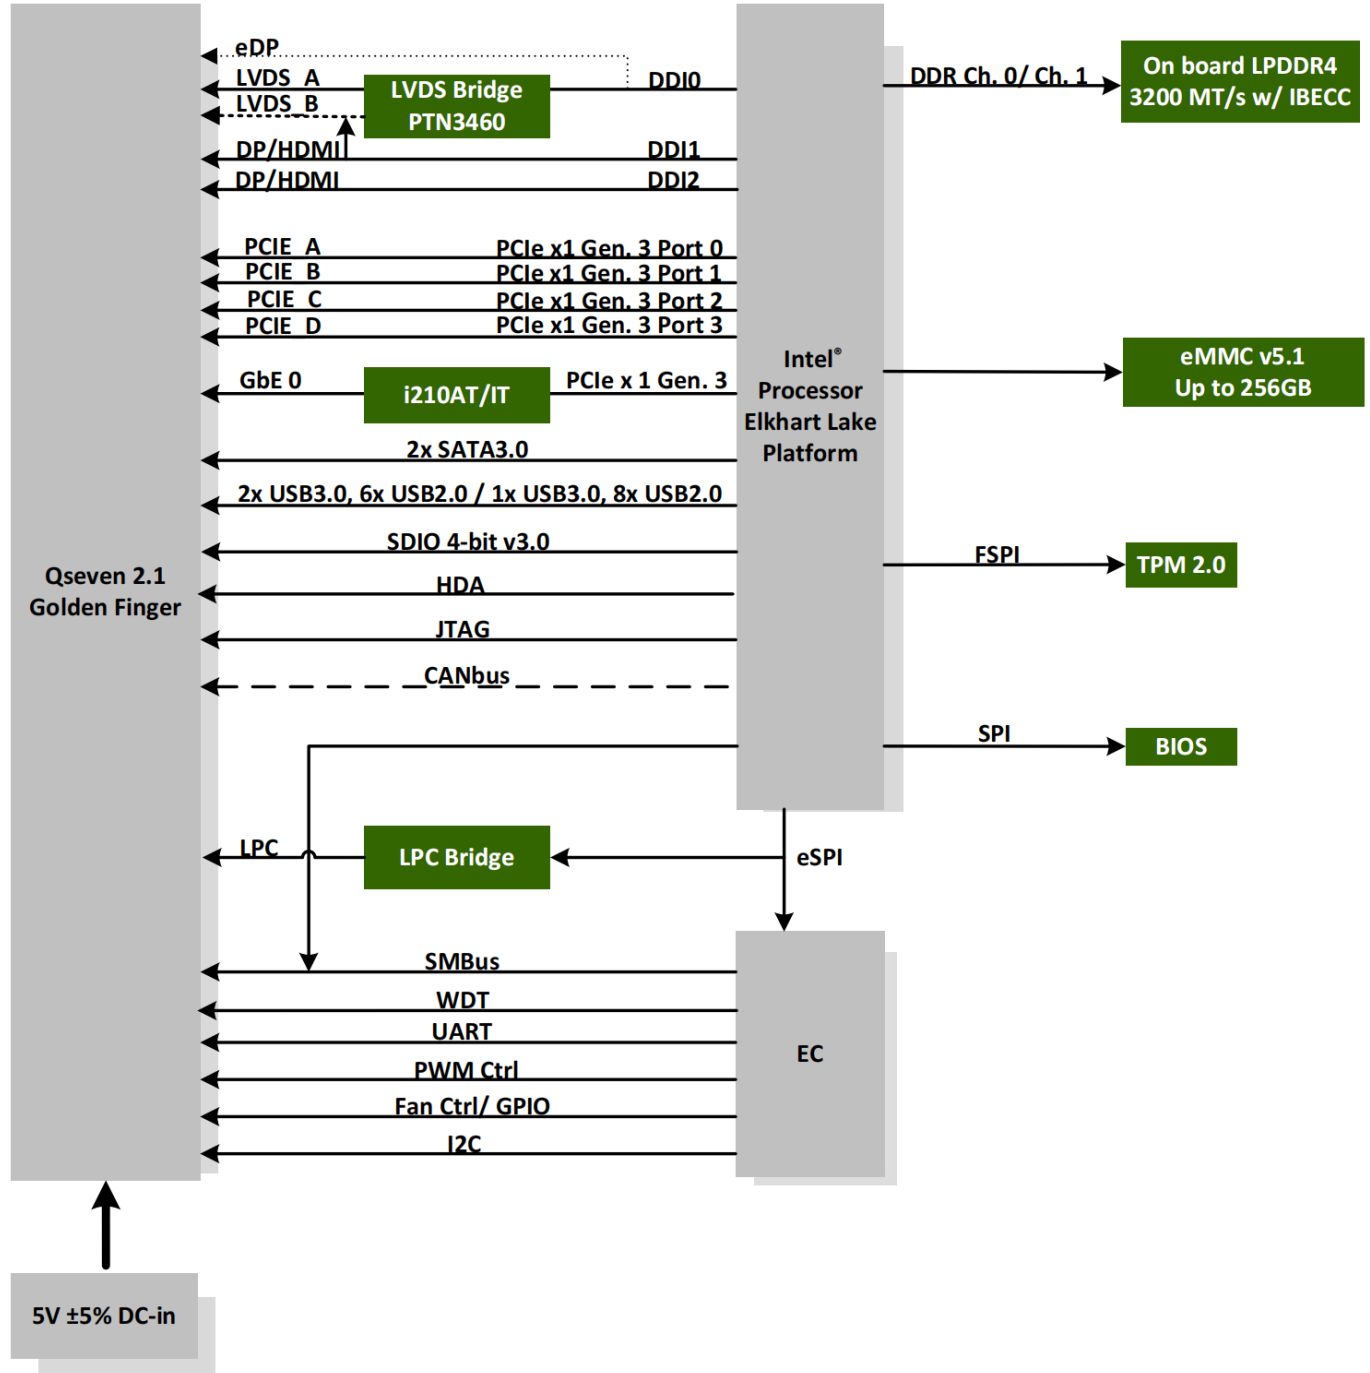 eDP
LVDS_A
LVDS_B
LVDS Bridge
PTN3460
DDI0
DP/HDMI
DDI1
DP/HDMI
DDI2
DDR Ch. 0/ Ch. 1
On board LPDDR4
3200 MT/s w/ IBECC
PCIE_A
PCIe x1 Gen. 3 Port 0
PCIE_B
PCIe x1 Gen. 3 Port 1
PCIE_C
PCIe x1 Gen. 3 Port 2
PCIE_D
PCIe x1 Gen. 3 Port 3
GbE 0
i210AT/IT
PCIe x 1 Gen. 3
Intel®
Processor
Elkhart Lake
Platform
eMMC v5.1
Up to 256GB
2x SATA3.0
2x USB3.0, 6x USB2.0 / 1x USB3.0, 8x USB2.0
SDIO 4-bit v3.0
FSPI
TPM 2.0
Qseven 2.1
Golden Finger
HDA
JTAG
CANbus
SPI
BIOS
LPC
LPC Bridge
eSPI
SMBus
WDT
UART
EC
PWM Ctrl
Fan Ctrl/ GPIO
I2C
5V ±5% DC-in